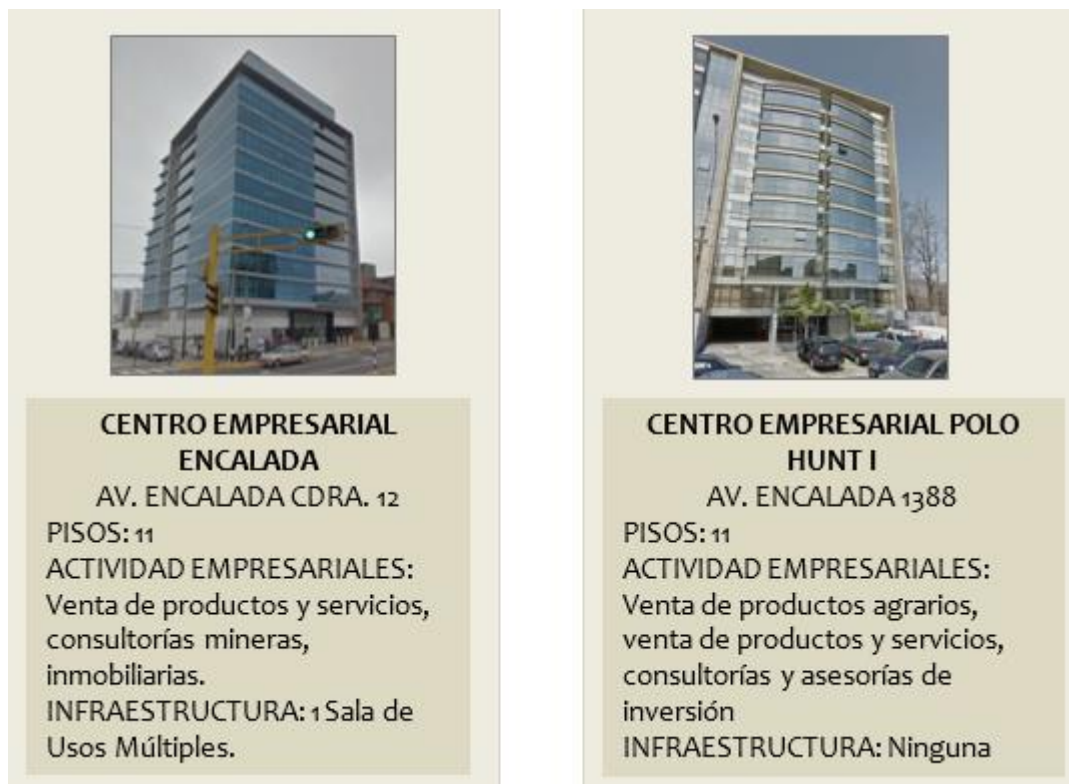 CENTRO EMPRESARIAL
ENCALADA
AV. ENCALADA CDRA. 12
PISOS: 11
ACTIVIDAD EMPRESARIALES:
Venta de productos y servicios,
consultorías mineras,
inmobiliarias.
INFRAESTRUCTURA: 1 Sala de
Usos Múltiples.
CENTRO EMPRESARIAL POLO
HUNT I
AV. ENCALADA 1388
PISOS: 11
ACTIVIDAD EMPRESARIALES:
Venta de productos agrarios,
venta de productos y servicios,
consultorías y asesorías de
inversión
INFRAESTRUCTURA: Ninguna